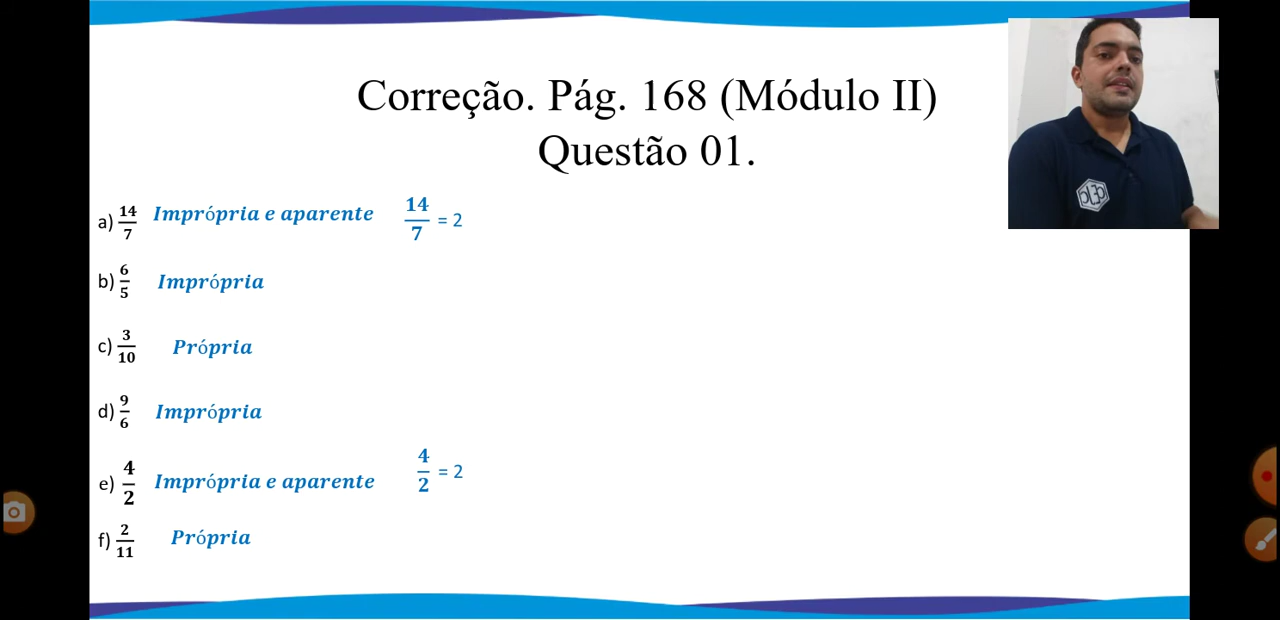 Correção. Pág. 168 (Módulo II)
Questão 01.
a) 14/7 Imprópria e aparente 14/7 = 2
b) 6/5 Imprópria
c) 3/10 Própria
d) 9/6 Imprópria
e) 4/2 Imprópria e aparente 4/2 = 2
f) 2/11 Própria